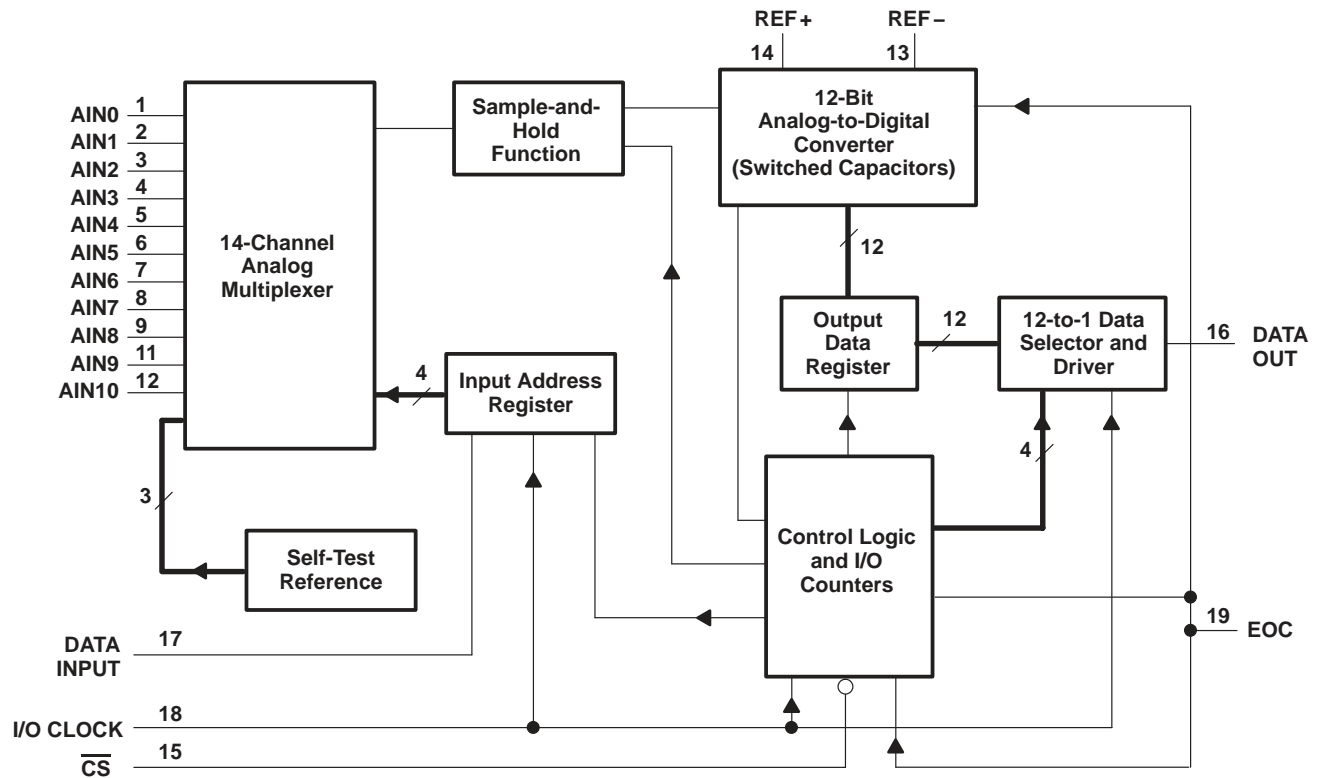 REF+
REF–
14
13
12-Bit
Analog-to-Digital
Converter
(Switched Capacitors)
Sample-and-
Hold
Function
14-Channel
Analog
Multiplexer
AIN0
1
AIN1
2
AIN2
3
AIN3
4
AIN4
5
AIN5
6
AIN6
7
AIN7
8
AIN8
9
AIN9
11
AIN10
12
12
Output
Data
Register
12
12-to-1 Data
Selector and
Driver
16
DATA
OUT
4
Input Address
Register
4
3
Self-Test
Reference
Control Logic
and I/O
Counters
19
EOC
DATA
INPUT
17
I/O CLOCK
18
CS
15